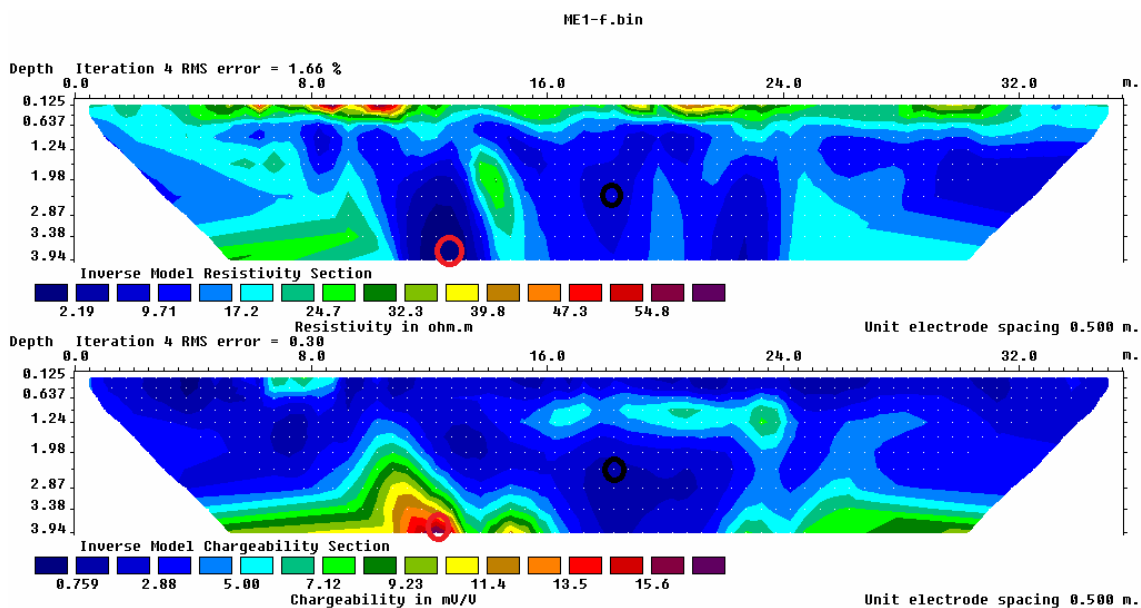 ME1-f.bin
Depth Iteration 4 RMS error = 1.66 %
0.0 8.0 16.0 24.0 32.0 m.
0.125
0.637
1.24
1.98
2.87
3.38
3.94
Inverse Model Resistivity Section
2.19 9.71 17.2 24.7 32.3 39.8 47.3 54.8
Resistivity in ohm.m Unit electrode spacing 0.500 m.
Depth Iteration 4 RMS error = 0.30
0.0 8.0 16.0 24.0 32.0 m.
0.125
0.637
1.24
1.98
2.87
3.38
3.94
Inverse Model Chargeability Section
0.759 2.88 5.00 7.12 9.23 11.4 13.5 15.6
Chargeability in mV/V Unit electrode spacing 0.500 m.